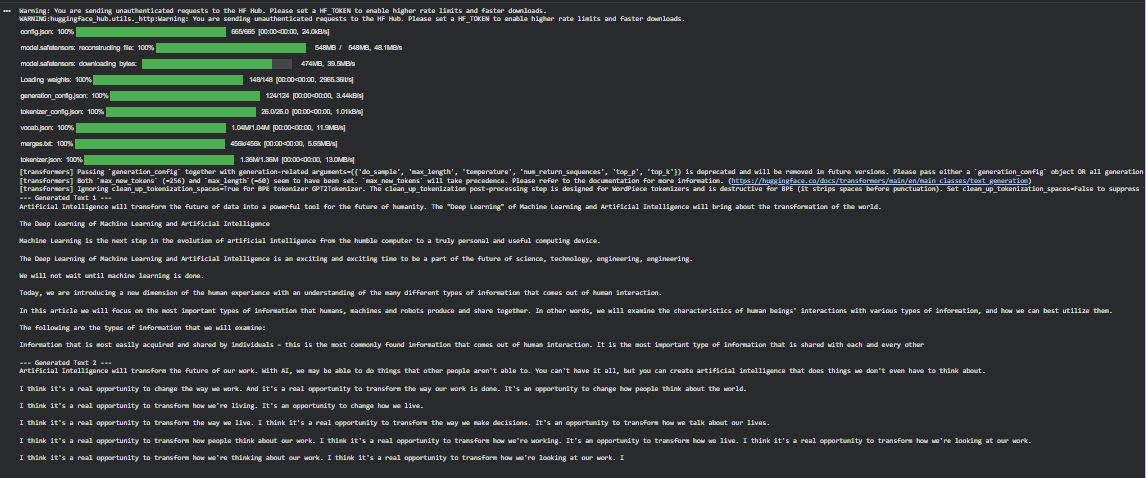 Warning: You are sending unauthenticated requests to the HF Hub. Please set a HF_TOKEN to enable higher rate limits and faster downloads.
WARNING:huggingface_hub.utils._http:Warning: You are sending unauthenticated requests to the HF Hub. Please set a HF_TOKEN to enable higher rate limits and faster downloads.
config.json: 100% 665/665 [00:00<00:00, 24.0kB/s]
model.safetensors: reconstructing file: 100% 548MB / 548MB, 48.1MB/s
model.safetensors: downloading bytes: 474MB, 39.5MB/s
Loading weights: 100% 148/148 [00:00<00:00, 2965.36it/s]
generation_config.json: 100% 124/124 [00:00<00:00, 3.44kB/s]
tokenizer_config.json: 100% 26.0/26.0 [00:00<00:00, 1.01kB/s]
vocab.json: 100% 1.04M/1.04M [00:00<00:00, 11.9MB/s]
merges.txt: 100% 456k/456k [00:00<00:00, 5.65MB/s]
tokenizer.json: 100% 1.36M/1.36M [00:00<00:00, 13.0MB/s]
[transformers] Passing `generation_config` together with generation-related arguments=({'do_sample', 'max_length', 'temperature', 'num_return_sequences', 'top_p', 'top_k'}) is deprecated and will be removed in future versions. Please pass either a `generation_config` object OR all generation
[transformers] Both `max_new_tokens` (=256) and `max_length`(=60) seem to have been set. `max_new_tokens` will take precedence. Please refer to the documentation for more information. (https://huggingface.co/docs/transformers/main/en/main_classes/text_generation)
[transformers] Ignoring clean_up_tokenization_spaces=True for BPE tokenizer GPT2Tokenizer. The clean_up_tokenization post-processing step is designed for WordPiece tokenizers and is destructive for BPE (it strips spaces before punctuation). Set clean_up_tokenization_spaces=False to suppress
--- Generated Text 1 ---
Artificial Intelligence will transform the future of data into a powerful tool for the future of humanity. The "Deep Learning" of Machine Learning and Artificial Intelligence will bring about the transformation of the world.
The Deep Learning of Machine Learning and Artificial Intelligence
Machine Learning is the next step in the evolution of artificial intelligence from the humble computer to a truly personal and useful computing device.
The Deep Learning of Machine Learning and Artificial Intelligence is an exciting and exciting time to be a part of the future of science, technology, engineering, engineering.
We will not wait until machine learning is done.
Today, we are introducing a new dimension of the human experience with an understanding of the many different types of information that comes out of human interaction.
In this article we will focus on the most important types of information that humans, machines and robots produce and share together. In other words, we will examine the characteristics of human beings' interactions with various types of information, and how we can best utilize them.
The following are the types of information that we will examine:
Information that is most easily acquired and shared by individuals – this is the most commonly found information that comes out of human interaction. It is the most important type of information that is shared with each and every other
--- Generated Text 2 ---
Artificial Intelligence will transform the future of our work. With AI, we may be able to do things that other people aren't able to. You can't have it all, but you can create artificial intelligence that does things we don't even have to think about.
I think it's a real opportunity to change the way we work. And it's a real opportunity to transform the way our work is done. It's an opportunity to change how people think about the world.
I think it's a real opportunity to transform how we're living. It's an opportunity to change how we live.
I think it's a real opportunity to transform the way we live. I think it's a real opportunity to transform the way we make decisions. It's an opportunity to transform how we talk about our lives.
I think it's a real opportunity to transform how people think about our work. I think it's a real opportunity to transform how we're working. It's an opportunity to transform how we live. I think it's a real opportunity to transform how we're looking at our work.
I think it's a real opportunity to transform how we're thinking about our work. I think it's a real opportunity to transform how we're looking at our work. I